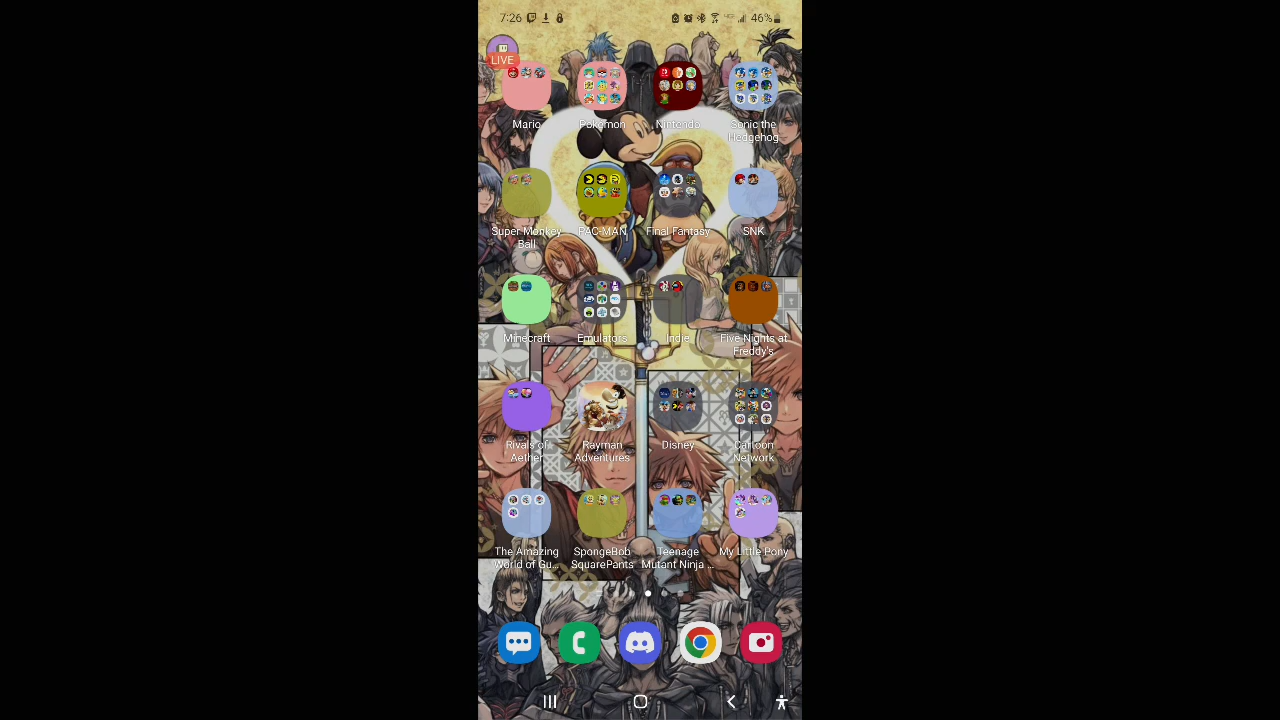 7:26
46%
LIVE
Mario
Pokemon
Nintendo
Sonic the
Hedgehog
Super Monkey
Ball
PAC-MAN
Final Fantasy
SNK
Minecraft
Emulators
Indie
Five Nights at
Freddy's
Rivals of
Aether
Rayman
Adventures
Disney
Cartoon
Network
The Amazing
World of Gu...
SpongeBob
SquarePants
Teenage
Mutant Ninja ...
My Little Pony